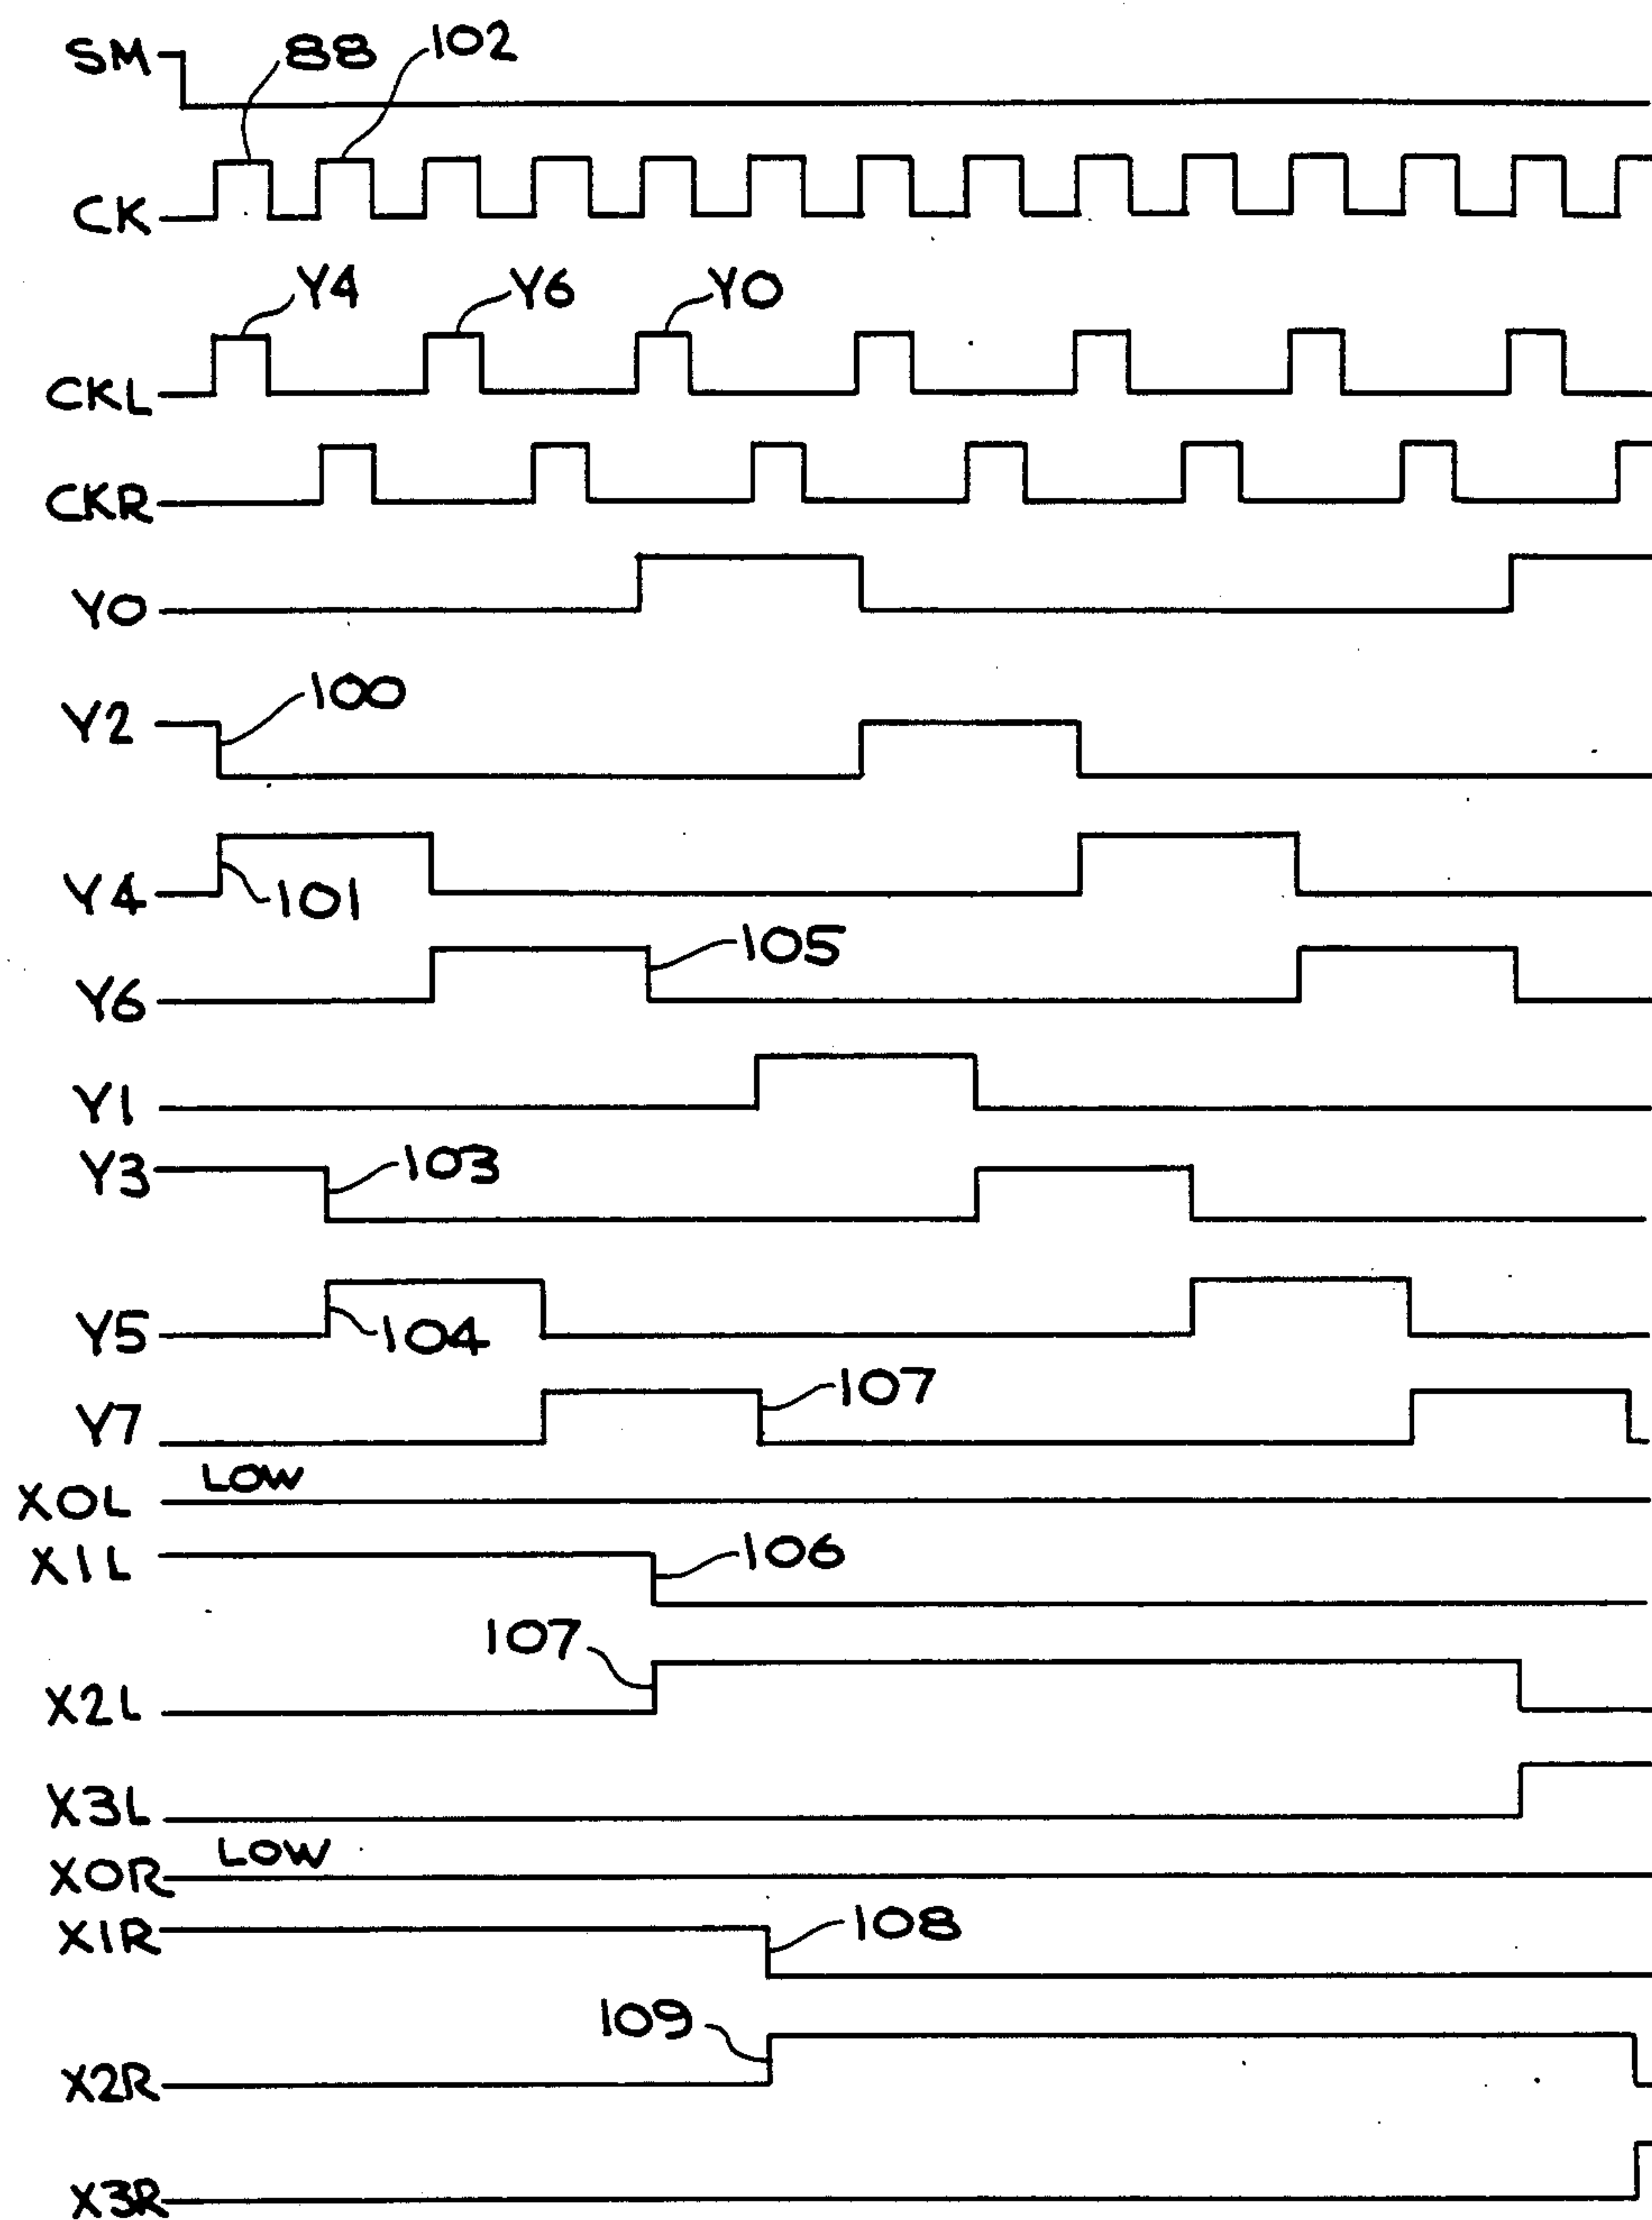 SM
88
102
CK
Y4
Y6
Y0
CKL
CKR
Y0
Y2
100
Y4
101
Y6
105
Y1
Y3
103
Y5
104
Y7
107
LOW
X0L
X1L
106
107
X2L
X3L
LOW
X0R
X1R
108
109
X2R
X3R